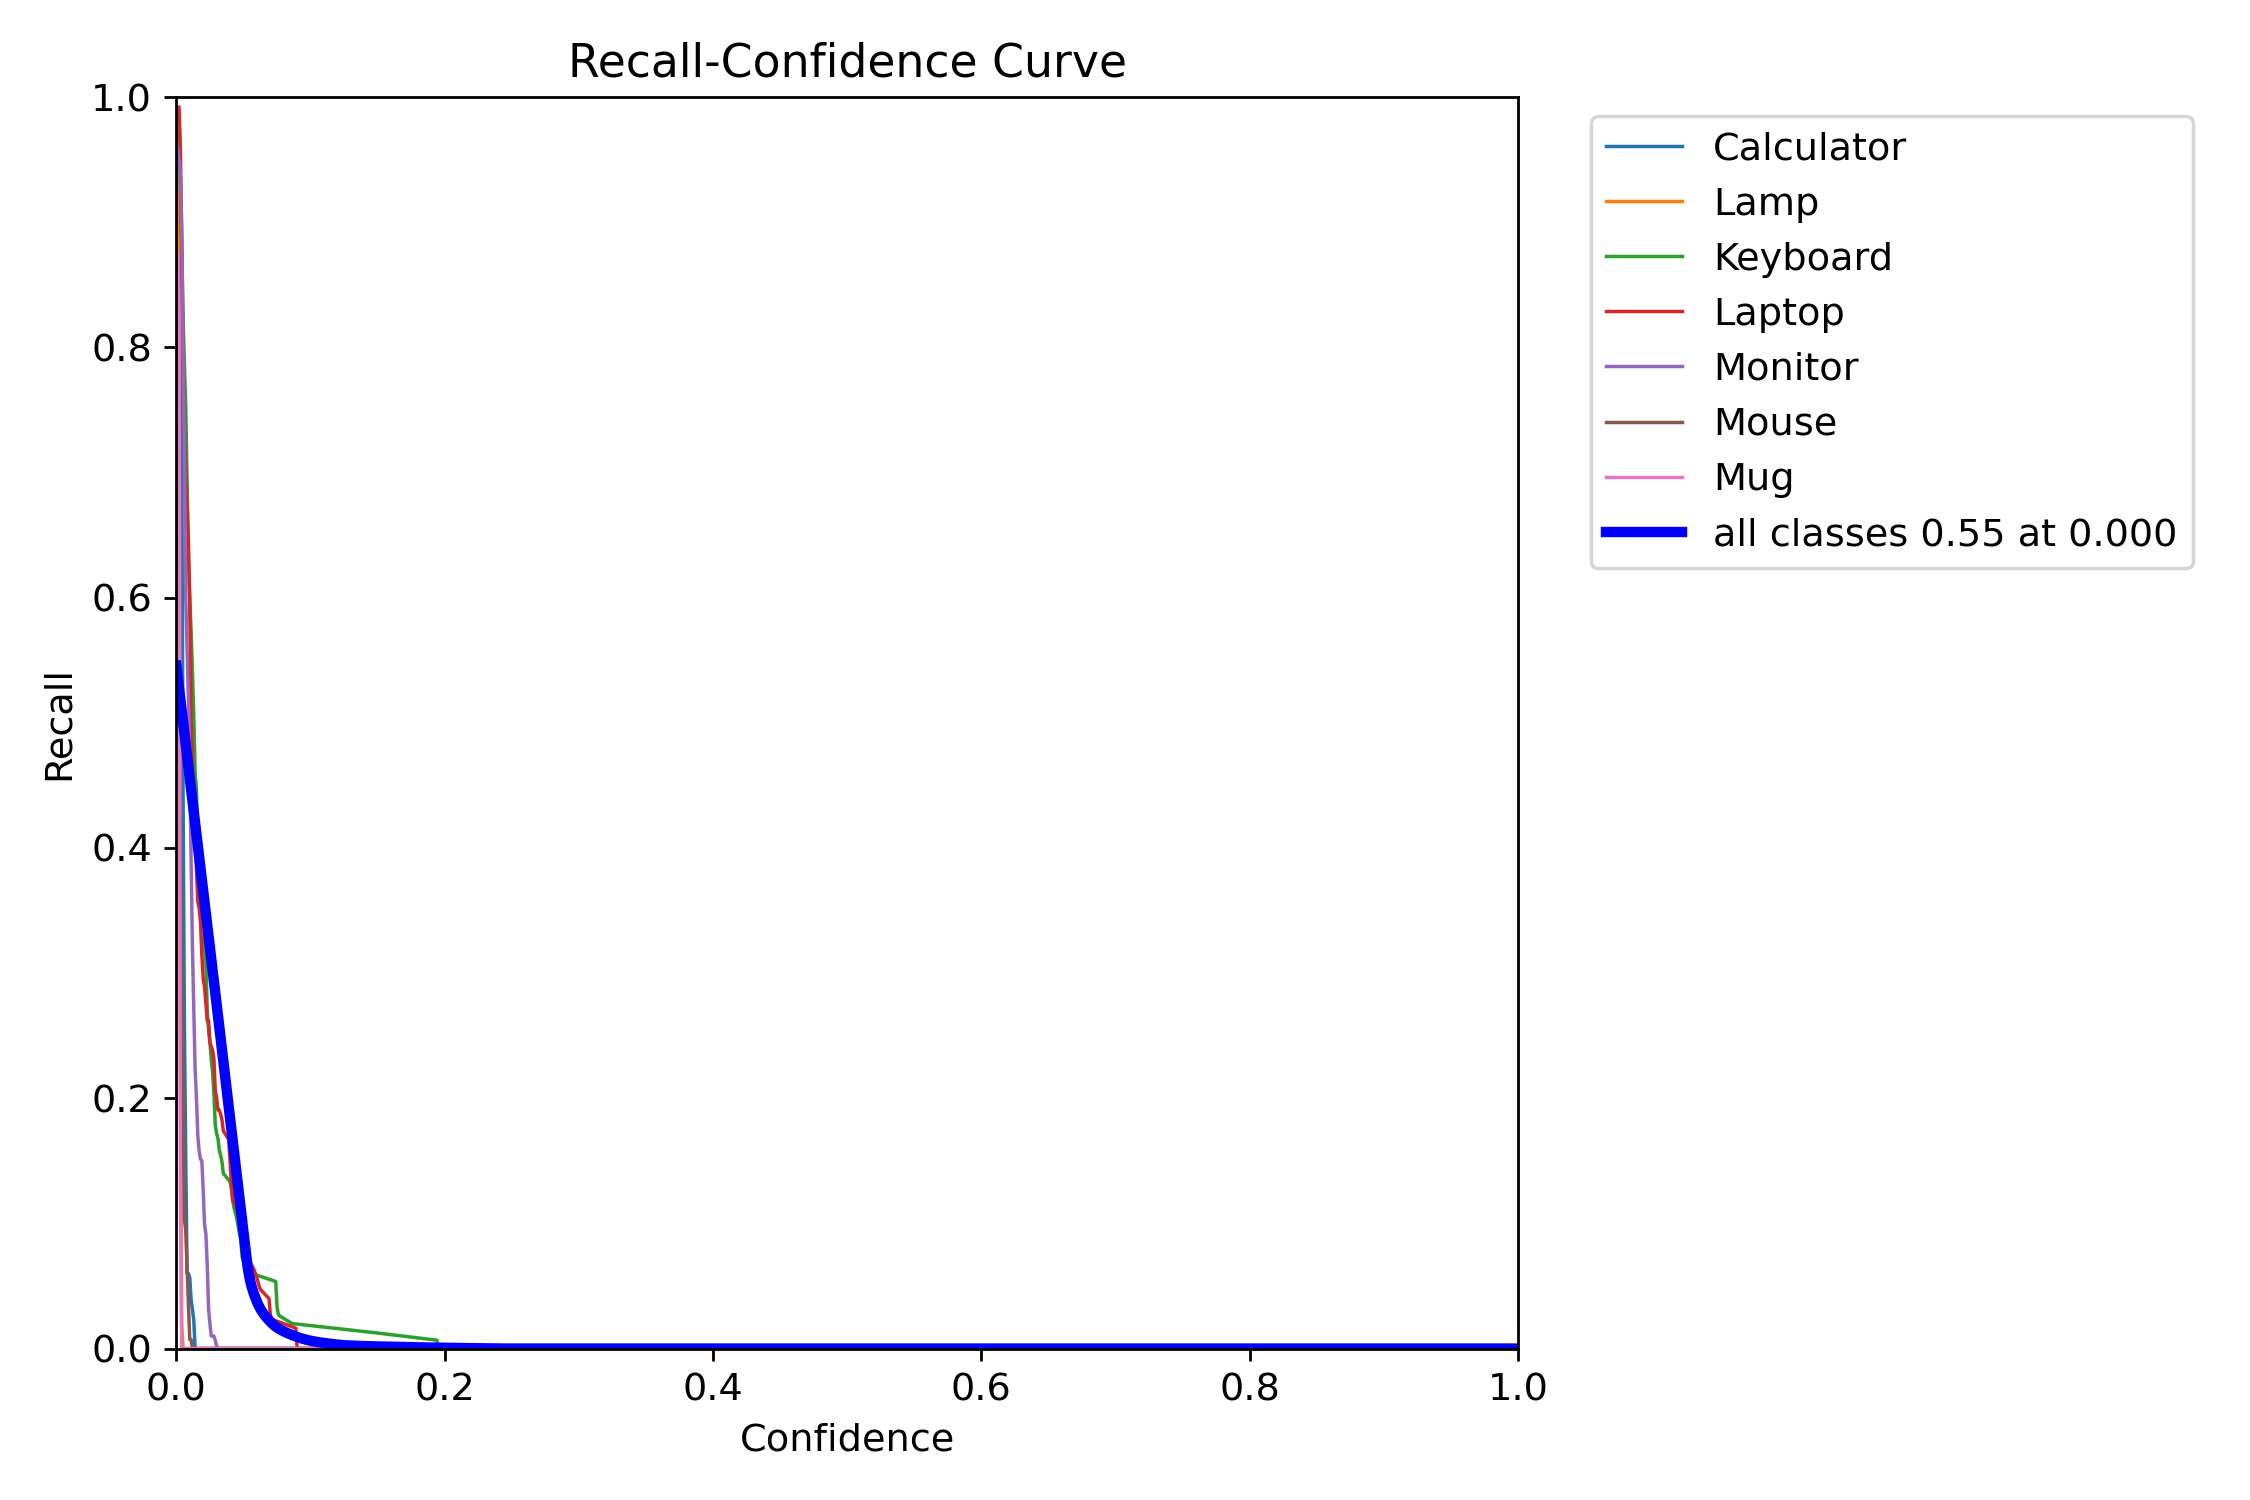 Recall-Confidence Curve
1.0
0.8
0.6
0.4
0.2
0.0
Recall
0.0 0.2 0.4 0.6 0.8 1.0
Confidence
Calculator
Lamp
Keyboard
Laptop
Monitor
Mouse
Mug
all classes 0.55 at 0.000